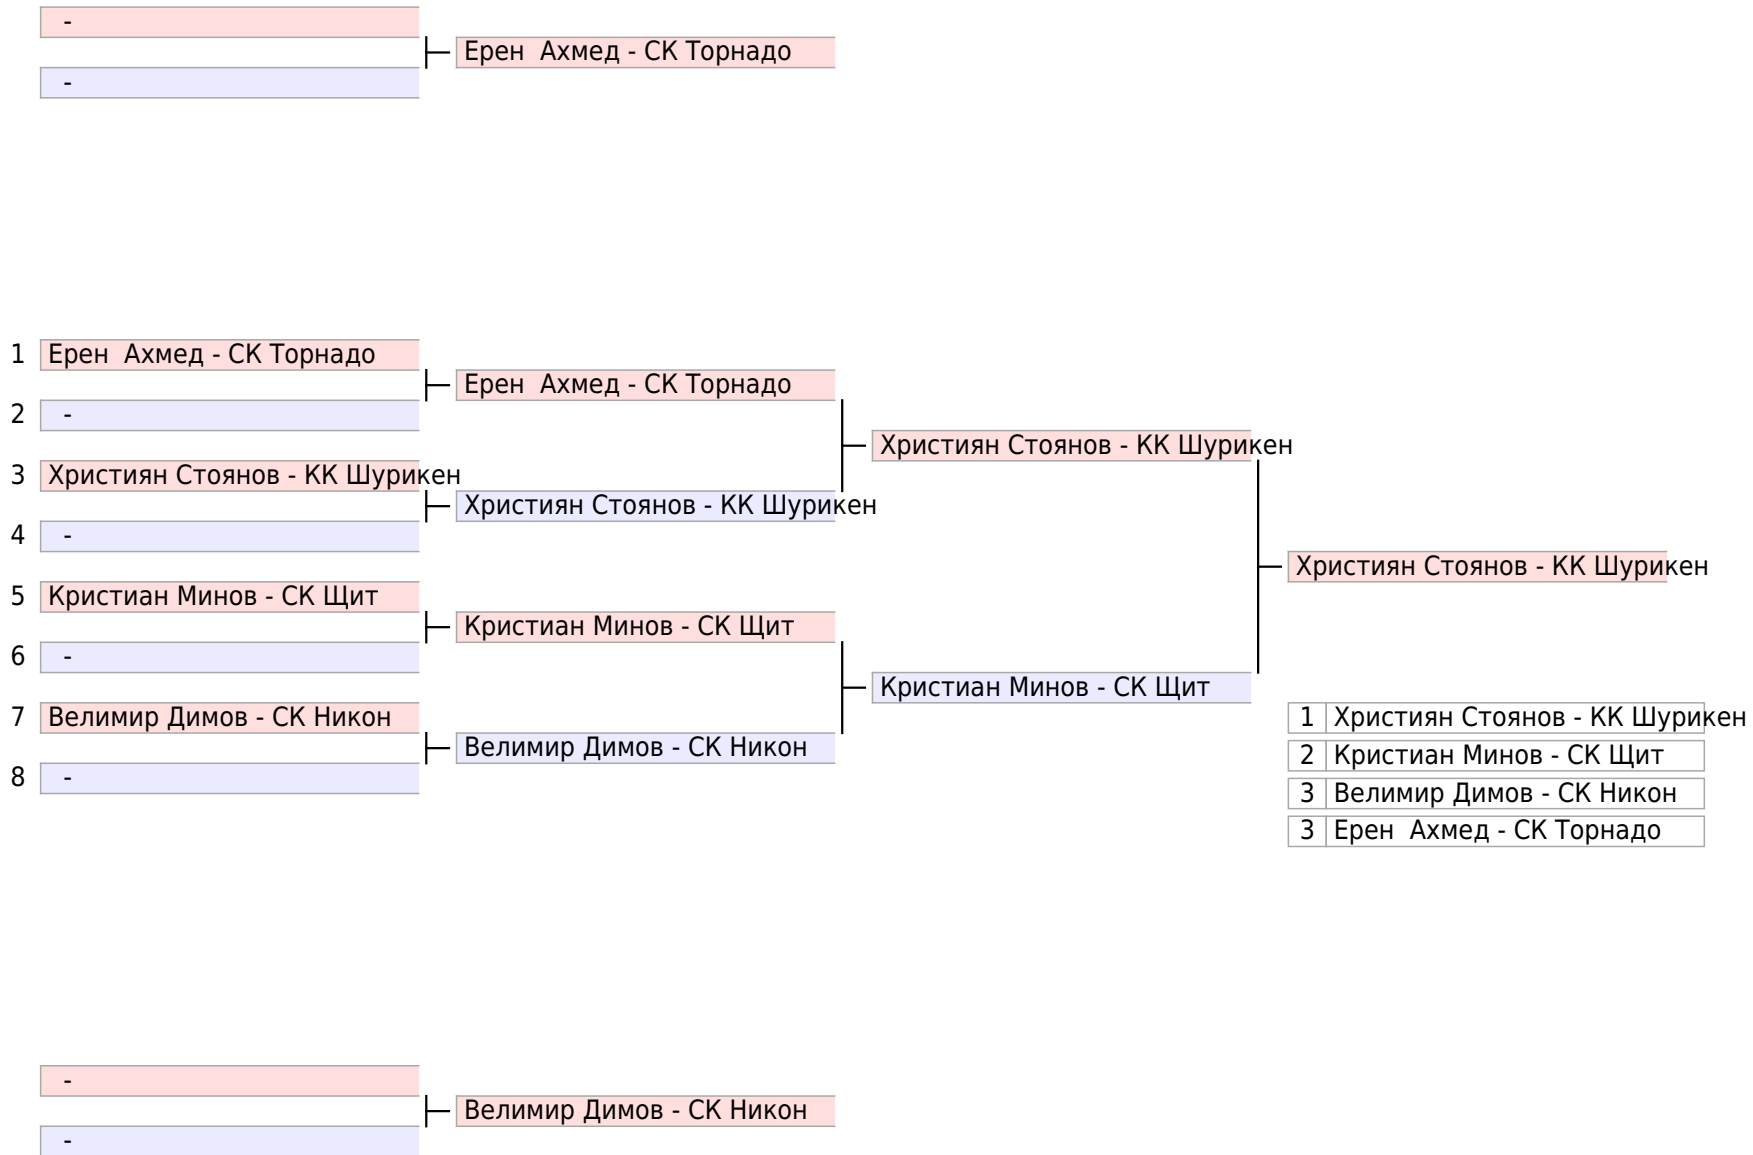 -
Ерен  Ахмед - СК Торнадо
-
1 Ерен  Ахмед - СК Торнадо
Ерен  Ахмед - СК Торнадо
2 -
Християн Стоянов - КК Шурикен
3 Християн Стоянов - КК Шурикен
Християн Стоянов - КК Шурикен
4 -
Християн Стоянов - КК Шурикен
5 Кристиан Минов - СК Щит
Кристиан Минов - СК Щит
6 -
Кристиан Минов - СК Щит
7 Велимир Димов - СК Никон
1 Християн Стоянов - КК Шурикен
Велимир Димов - СК Никон
2 Кристиан Минов - СК Щит
8 -
3 Велимир Димов - СК Никон
3 Ерен  Ахмед - СК Торнадо
-
Велимир Димов - СК Никон
-